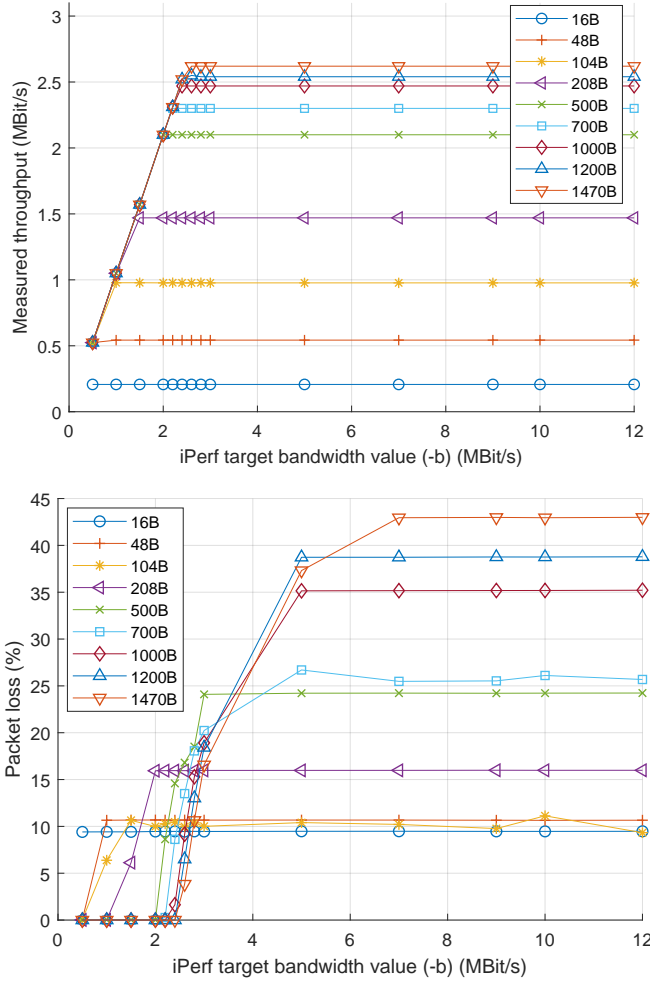 3
2.5
2
1.5
1
0.5
0
0 2 4 6 8 10 12
Measured throughput (MBit/s)
iPerf target bandwidth value (-b) (MBit/s)
16B
48B
104B
208B
500B
700B
1000B
1200B
1470B
45
40
35
30
25
20
15
10
5
0
0 2 4 6 8 10 12
Packet loss (%)
iPerf target bandwidth value (-b) (MBit/s)
16B
48B
104B
208B
500B
700B
1000B
1200B
1470B